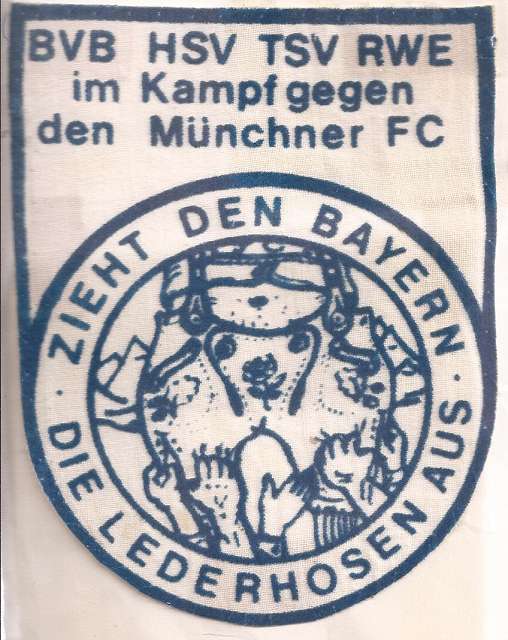 BVB HSV TSV RWE
im Kampf gegen
den Münchner FC
ZIEHT DEN BAYERN
· DIE LEDERHOSEN AUS ·